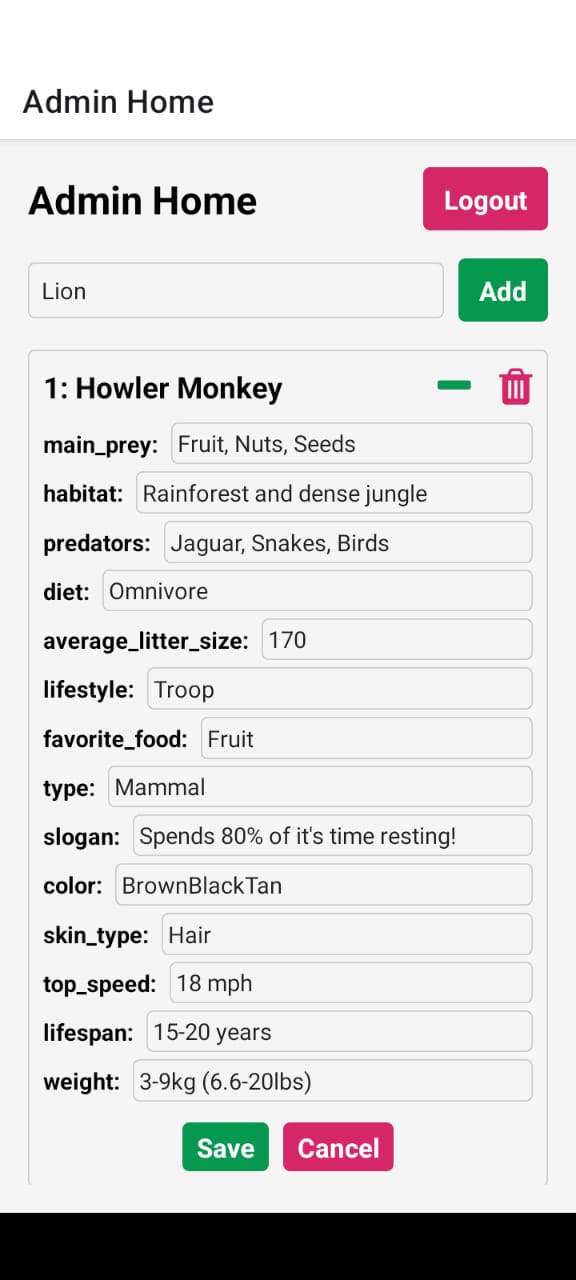 Admin Home
Admin Home
Logout
Lion
Add
1: Howler Monkey
main_prey: Fruit, Nuts, Seeds
habitat: Rainforest and dense jungle
predators: Jaguar, Snakes, Birds
diet: Omnivore
average_litter_size: 170
lifestyle: Troop
favorite_food: Fruit
type: Mammal
slogan: Spends 80% of it's time resting!
color: BrownBlackTan
skin_type: Hair
top_speed: 18 mph
lifespan: 15-20 years
weight: 3-9kg (6.6-20lbs)
Save
Cancel